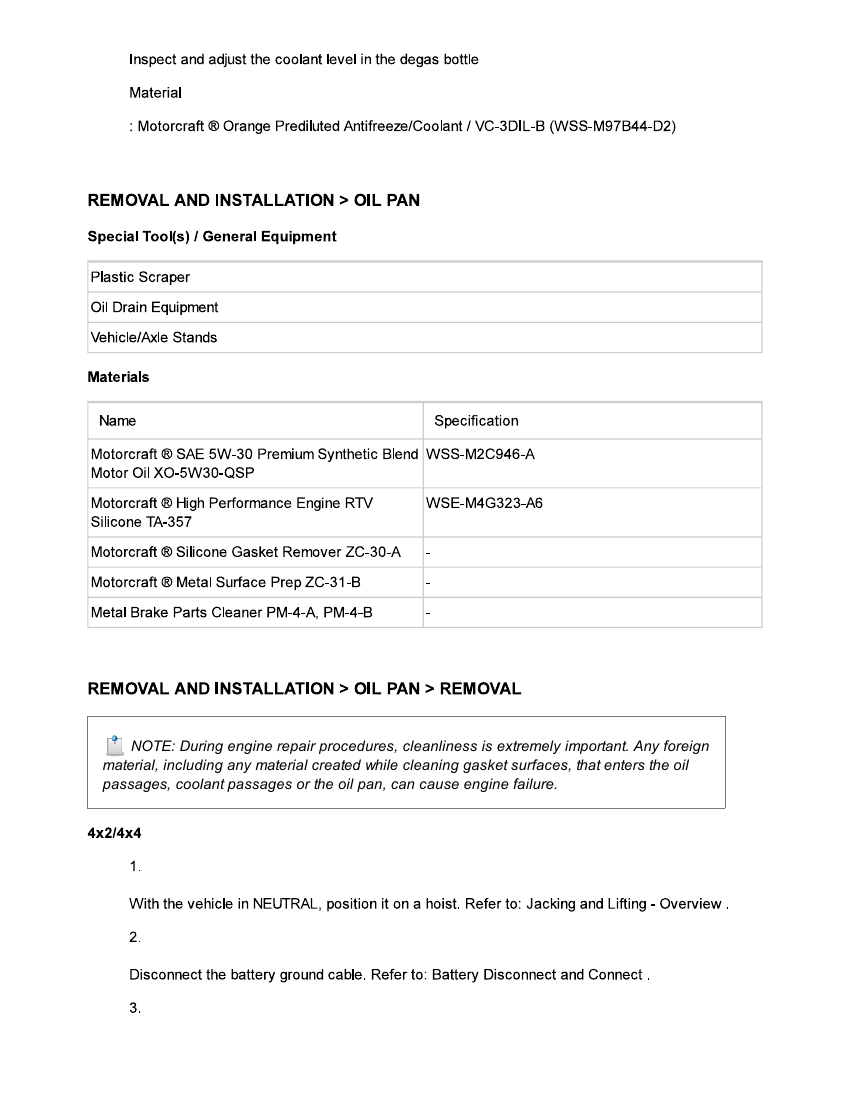 Inspect and adjust the coolant level in the degas bottle
Material
: Motorcraft ® Orange Prediluted Antifreeze/Coolant / VC-3DIL-B (WSS-M97B44-D2)
REMOVAL AND INSTALLATION > OIL PAN
Special Tool(s) / General Equipment
Plastic Scraper
Oil Drain Equipment
Vehicle/Axle Stands
Materials
Name Specification
Motorcraft ® SAE 5W-30 Premium Synthetic Blend WSS-M2C946-A
Motor Oil XO-5W30-QSP
Motorcraft ® High Performance Engine RTV WSE-M4G323-A6
Silicone TA-357
Motorcraft ® Silicone Gasket Remover ZC-30-A -
Motorcraft ® Metal Surface Prep ZC-31-B -
Metal Brake Parts Cleaner PM-4-A, PM-4-B -
REMOVAL AND INSTALLATION > OIL PAN > REMOVAL
NOTE: During engine repair procedures, cleanliness is extremely important. Any foreign
material, including any material created while cleaning gasket surfaces, that enters the oil
passages, coolant passages or the oil pan, can cause engine failure.
4x2/4x4
1.
With the vehicle in NEUTRAL, position it on a hoist. Refer to: Jacking and Lifting - Overview .
2.
Disconnect the battery ground cable. Refer to: Battery Disconnect and Connect .
3.